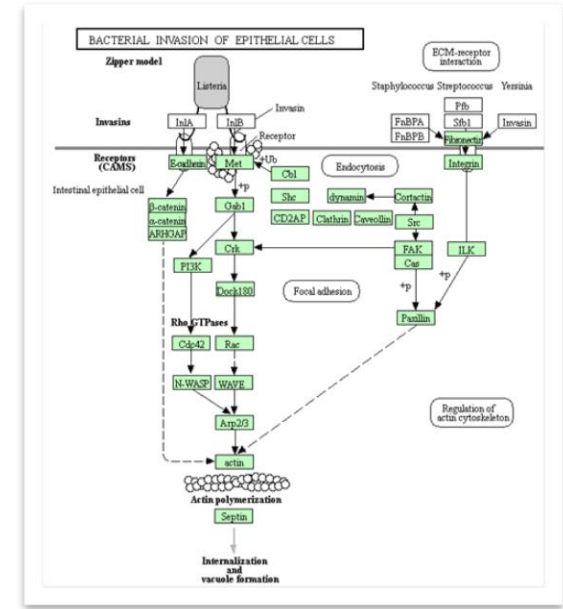 BACTERIAL INVASION OF EPITHELIAL CELLS
Zipper model
ECM-receptor
interaction
Listeria
Staphylococcus Streptococcus Yersinia
Invasin
Pfb
Invasins
InlA
InlB
FnBPA
Sfb1
Invasin
FnBPB
Receptor
Fibronectin
Receptors
(CAMS)
E-cadherin
Met
+Ub
Endocytosis
Integrin
Cbl
Intestinal epithelial cell
+p
β-catenin
α-catenin
ARHGAP
Gab1
Shc
dynamin
Cortactin
CD2AP
Clathrin
Caveollin
Src
Crk
FAK
Cas
ILK
PI3K
+p
+p
Dock180
Focal adhesion
Paxillin
Rho GTPases
Cdp42
Rac
N-WASP
WAVE
Arp2/3
Regulation of
actin cytoskeleton
actin
Actin polymerization
Septin
Internalization
and
vacuole formation